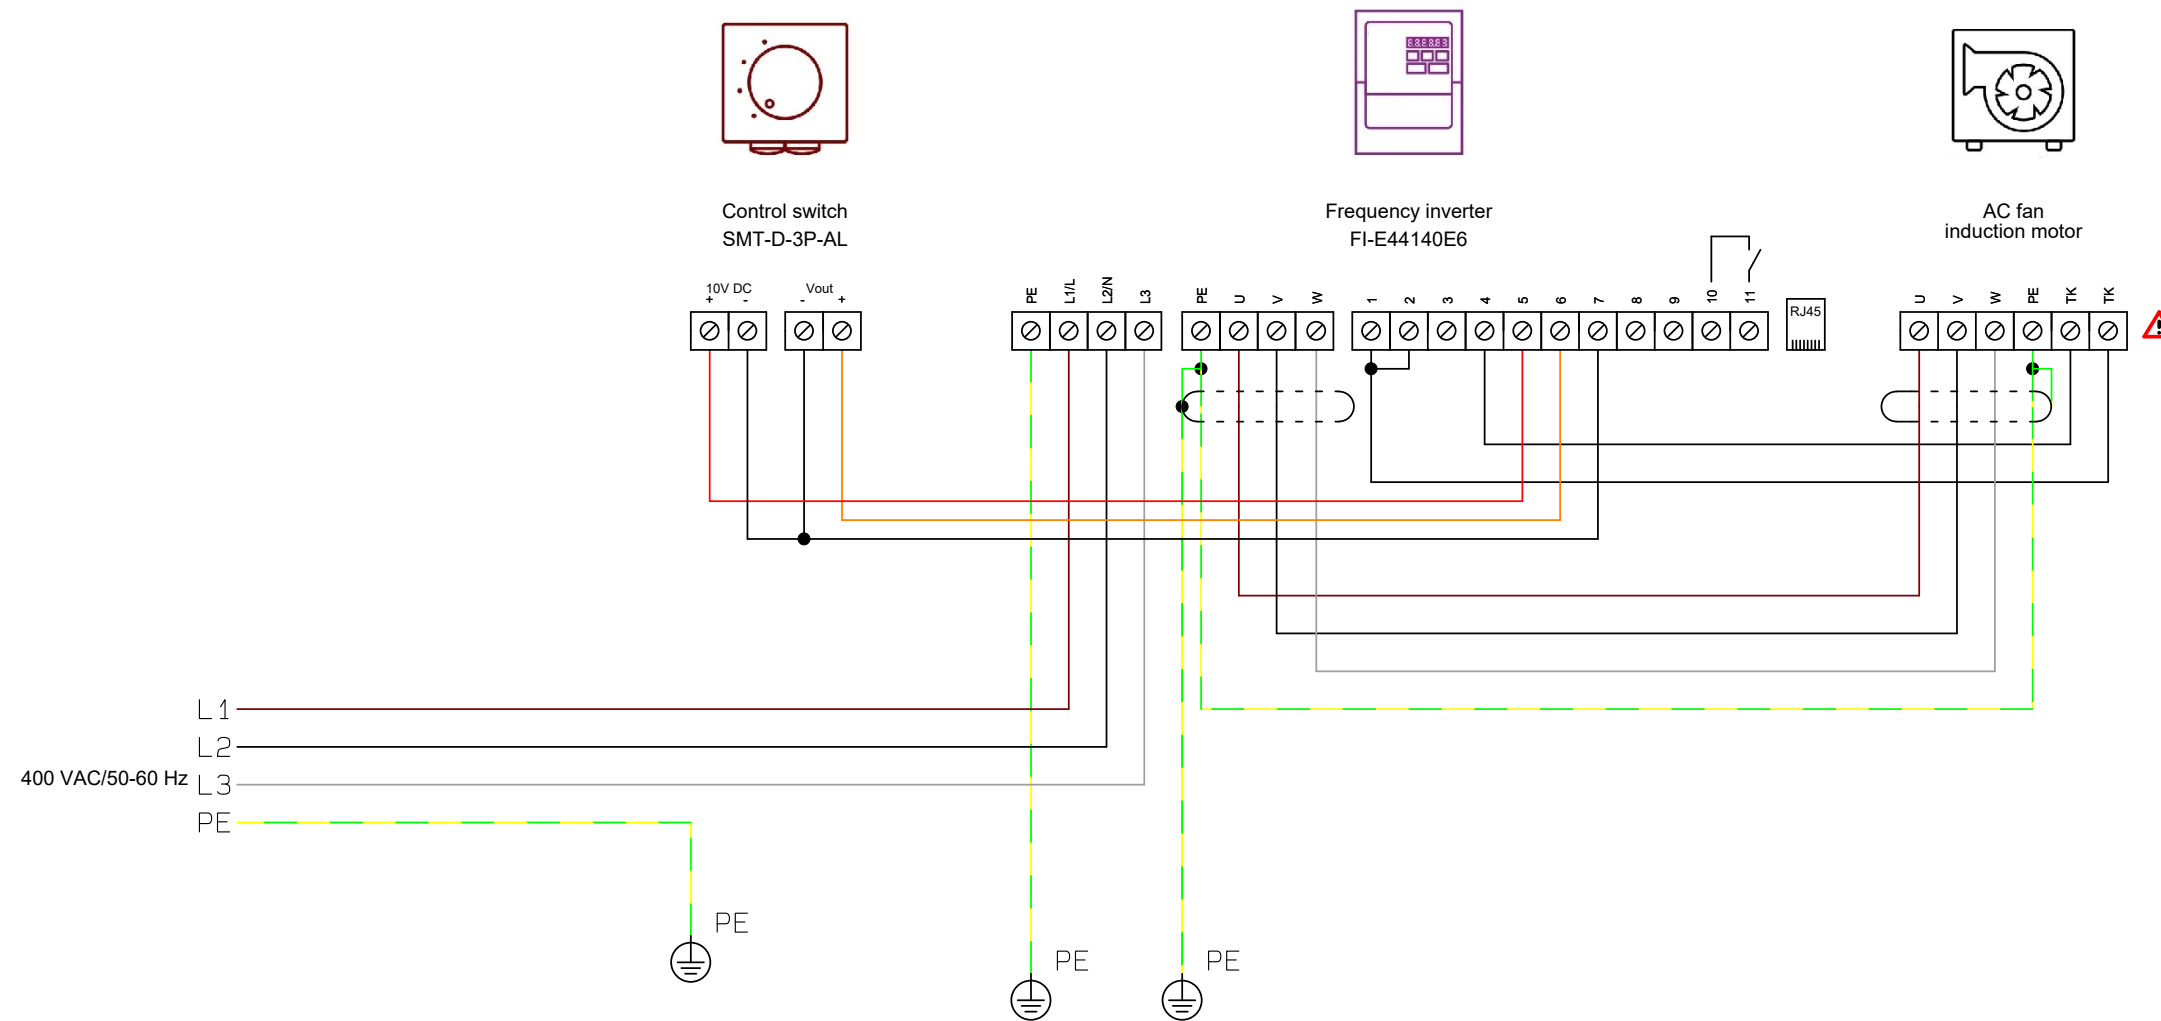 Control switch
SMT-D-3P-AL
Frequency inverter
FI-E44140E6
AC fan
induction motor
10V DC
+ -
Vout
- +
PE L1/L L2/N L3
PE U V W
1 2 3 4 5 6 7 8 9 10 11
RJ45
U V W PE TK TK
L1
L2
400 VAC/50-60 Hz L3
PE
PE
PE
PE